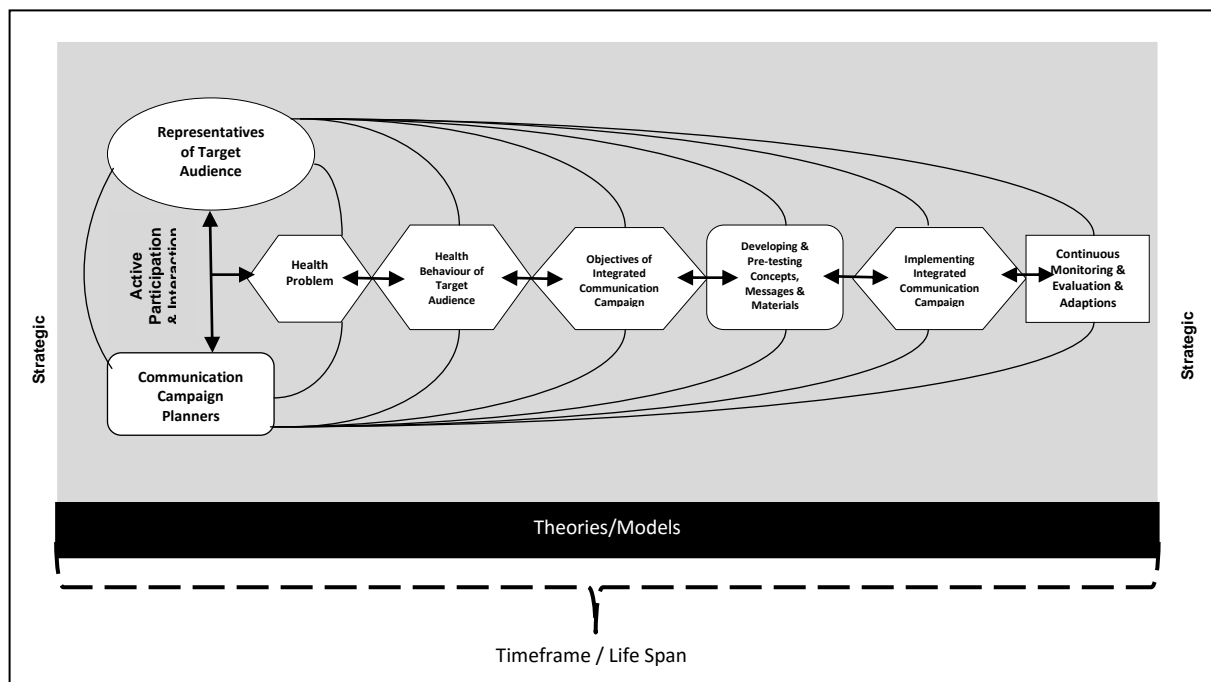 Representatives
of Target
Audience
Active
Participation
& Interaction
Health
Problem
Health
Behaviour of
Target
Audience
Objectives of
Integrated
Communication
Campaign
Developing &
Pre-testing
Concepts,
Messages &
Materials
Implementing
Integrated
Communication
Campaign
Continuous
Monitoring &
Evaluation &
Adaptions
Strategic
Strategic
Communication
Campaign
Planners
Theories/Models
Timeframe / Life Span